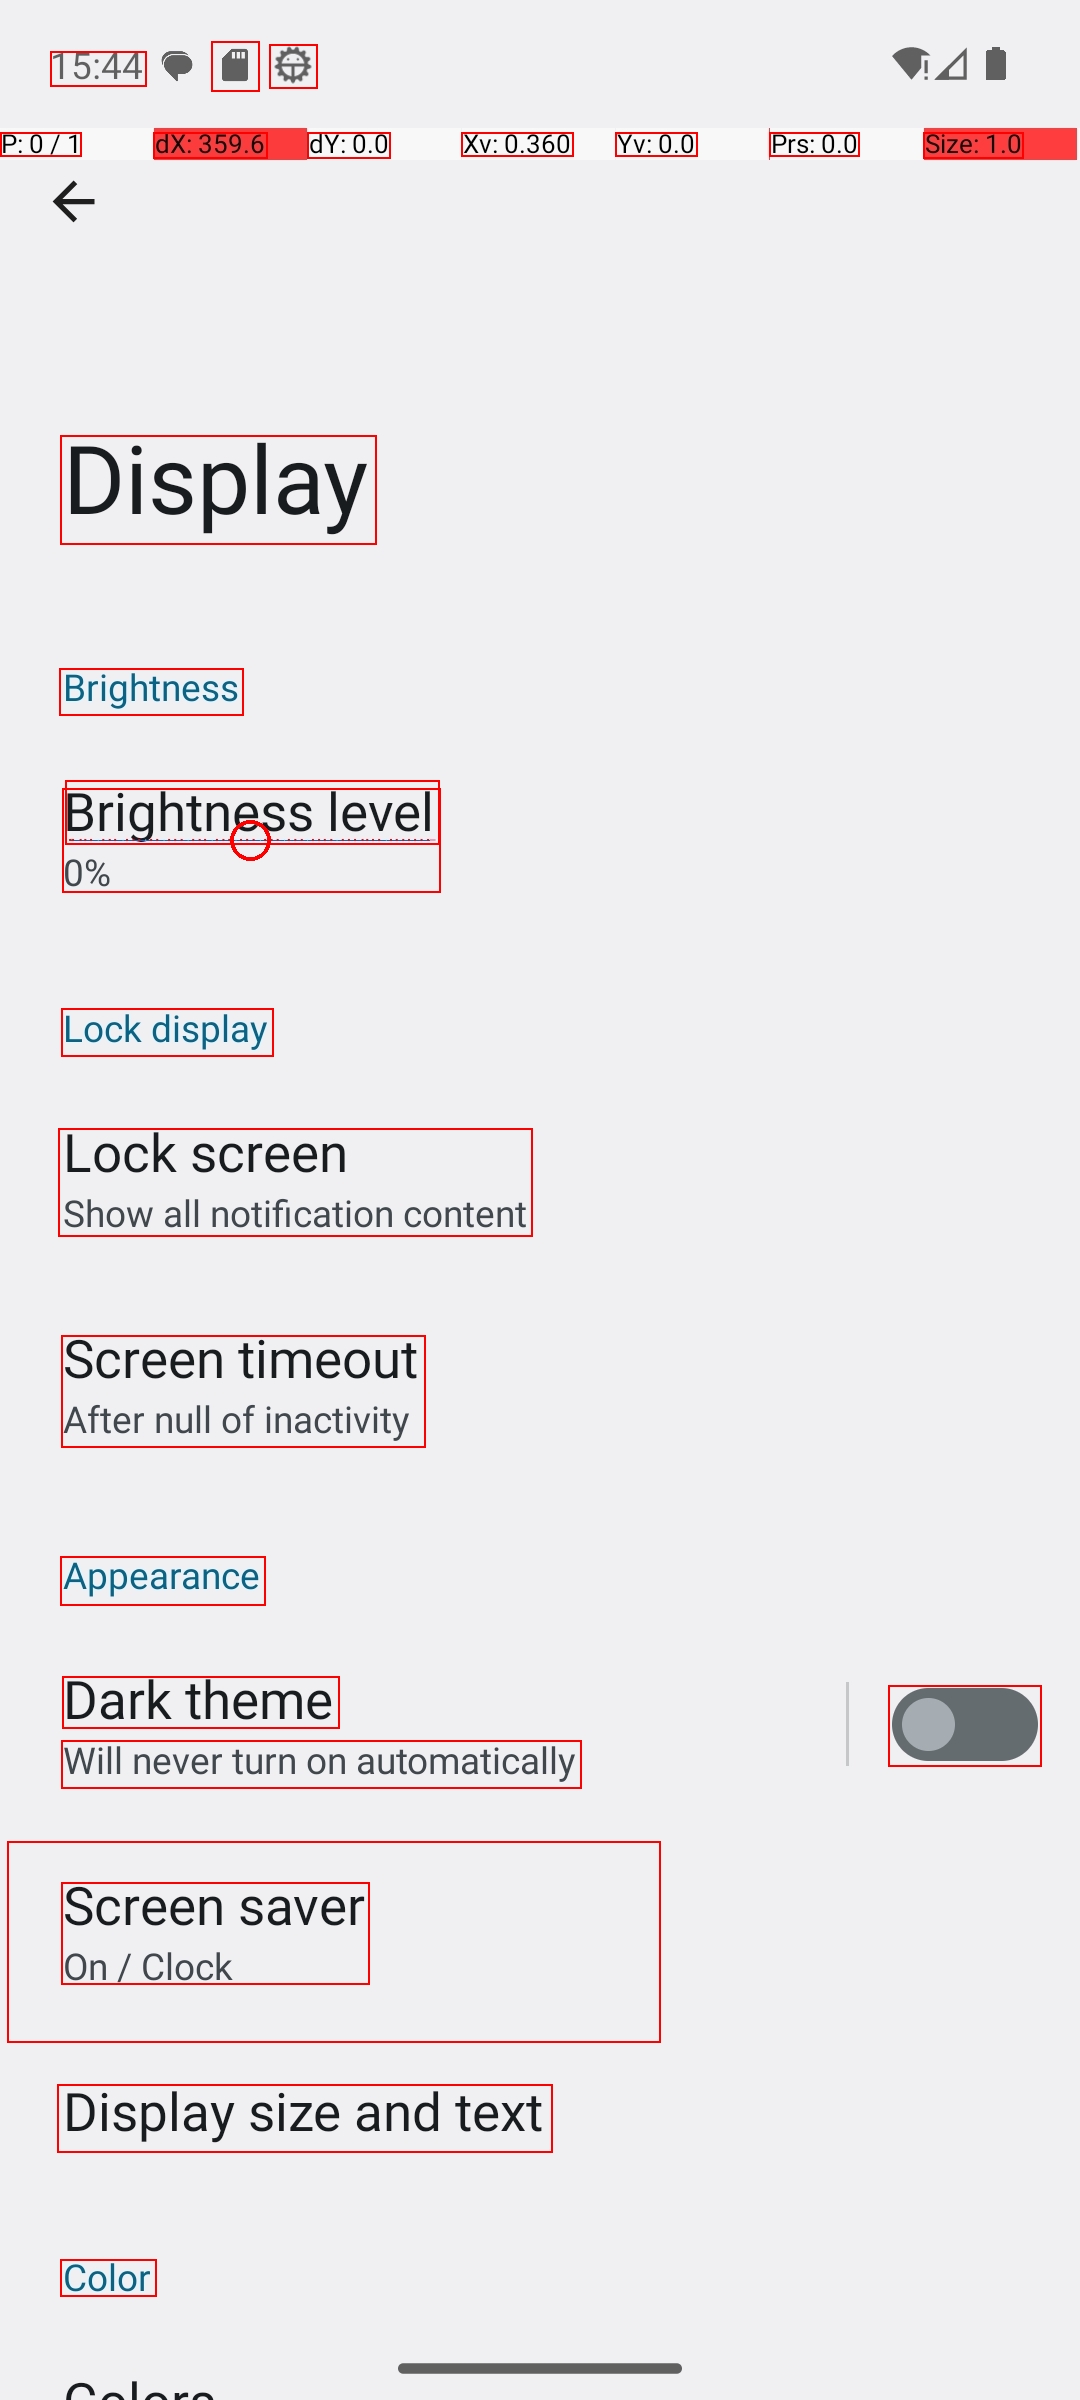 15:44
P: 0 / 1 dX: 359.6 dY: 0.0 Xv: 0.360 Yv: 0.0 Prs: 0.0 Size: 1.0
Display
Brightness
Brightness level
0%
Lock display
Lock screen
Show all notification content
Screen timeout
After null of inactivity
Appearance
Dark theme
Will never turn on automatically
Screen saver
On / Clock
Display size and text
Color
Colors